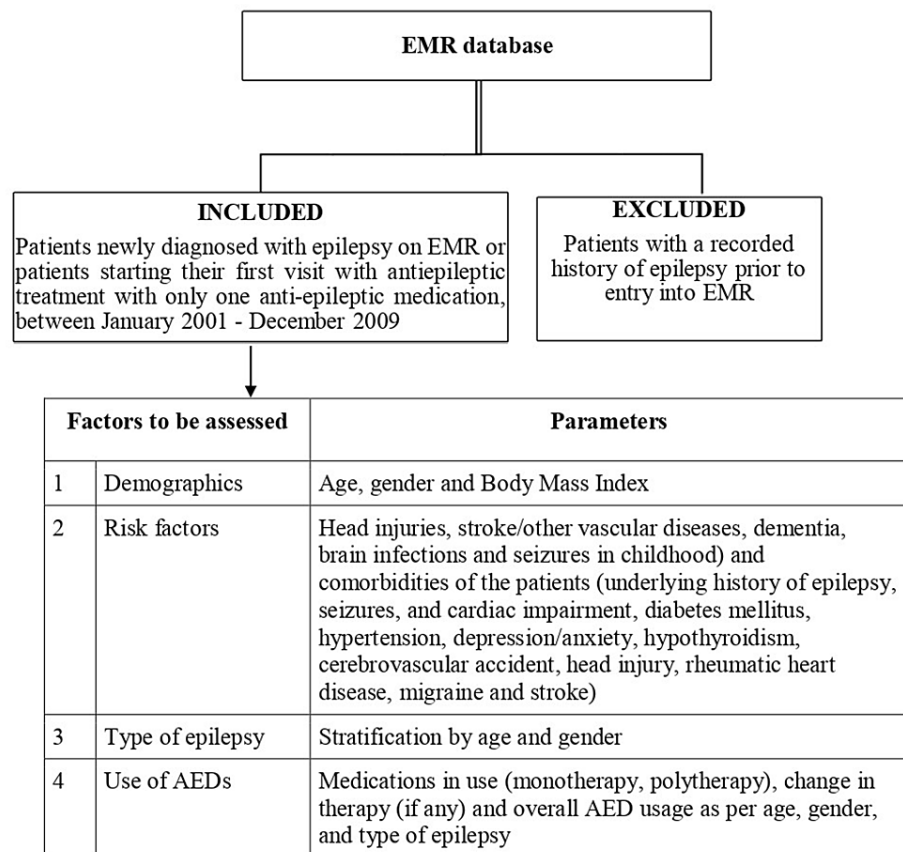 EMR database
INCLUDED
Patients newly diagnosed with epilepsy on EMR or
patients starting their first visit with antiepileptic
treatment with only one anti-epileptic medication,
between January 2001 - December 2009
EXCLUDED
Patients with a recorded
history of epilepsy prior to
entry into EMR
Factors to be assessed
Parameters
1 Demographics
Age, gender and Body Mass Index
2 Risk factors
Head injuries, stroke/other vascular diseases, dementia,
brain infections and seizures in childhood) and
comorbidities of the patients (underlying history of epilepsy,
seizures, and cardiac impairment, diabetes mellitus,
hypertension, depression/anxiety, hypothyroidism,
cerebrovascular accident, head injury, rheumatic heart
disease, migraine and stroke)
3 Type of epilepsy
Stratification by age and gender
4 Use of AEDs
Medications in use (monotherapy, polytherapy), change in
therapy (if any) and overall AED usage as per age, gender,
and type of epilepsy